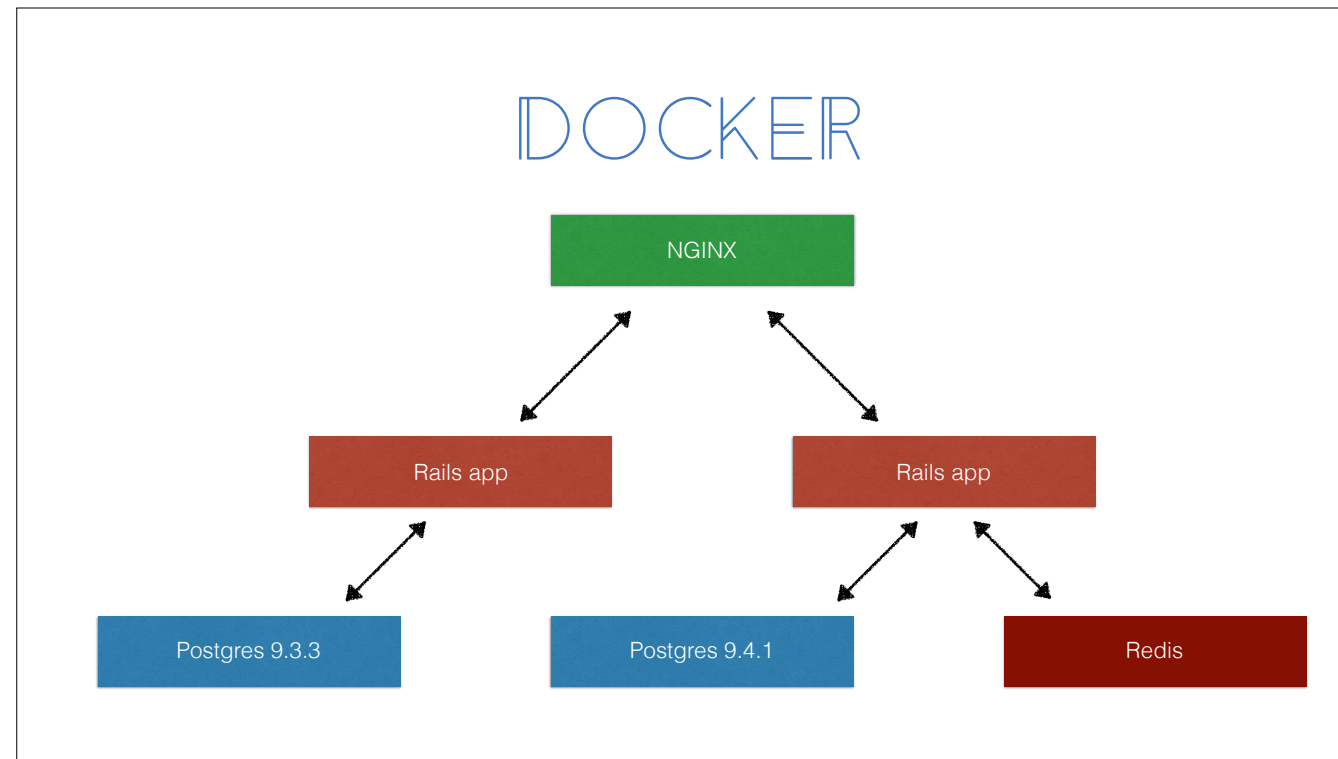 DOCKER
NGINX
Rails app
Rails app
Postgres 9.3.3
Postgres 9.4.1
Redis